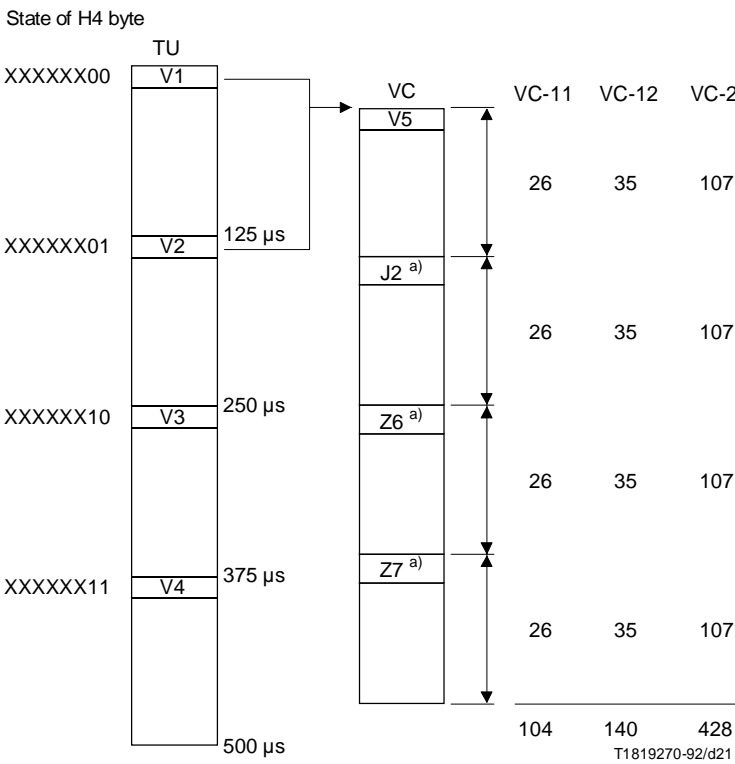 State of H4 byte
TU
XXXXXX00
V1
VC
VC-11 VC-12 VC-2
V5
26 35 107
125 µs
XXXXXX01
V2
J2 a)
26 35 107
250 µs
XXXXXX10
V3
Z6 a)
26 35 107
375 µs
XXXXXX11
V4
Z7 a)
26 35 107
104 140 428
500 µs
T1819270-92/d21